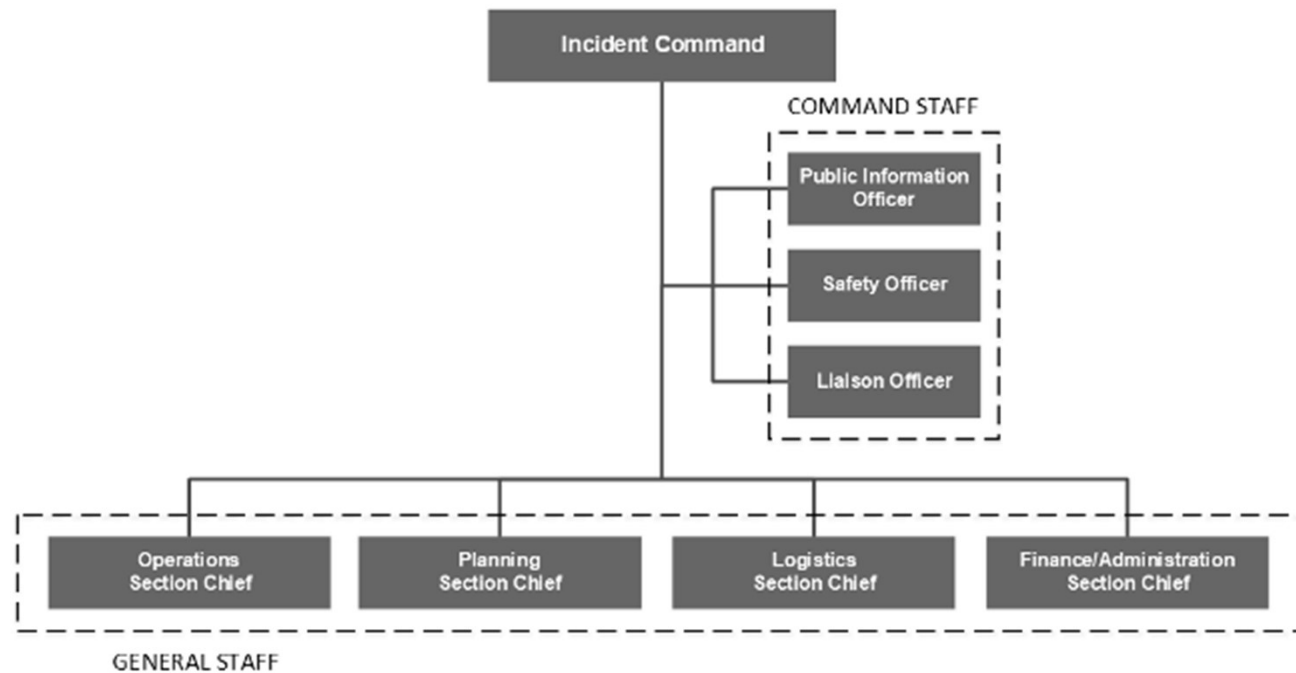 Incident Command
COMMAND STAFF
Public Information
Officer
Safety Officer
Liaison Officer
Operations
Section Chief
Planning
Section Chief
Logistics
Section Chief
Finance/Administration
Section Chief
GENERAL STAFF